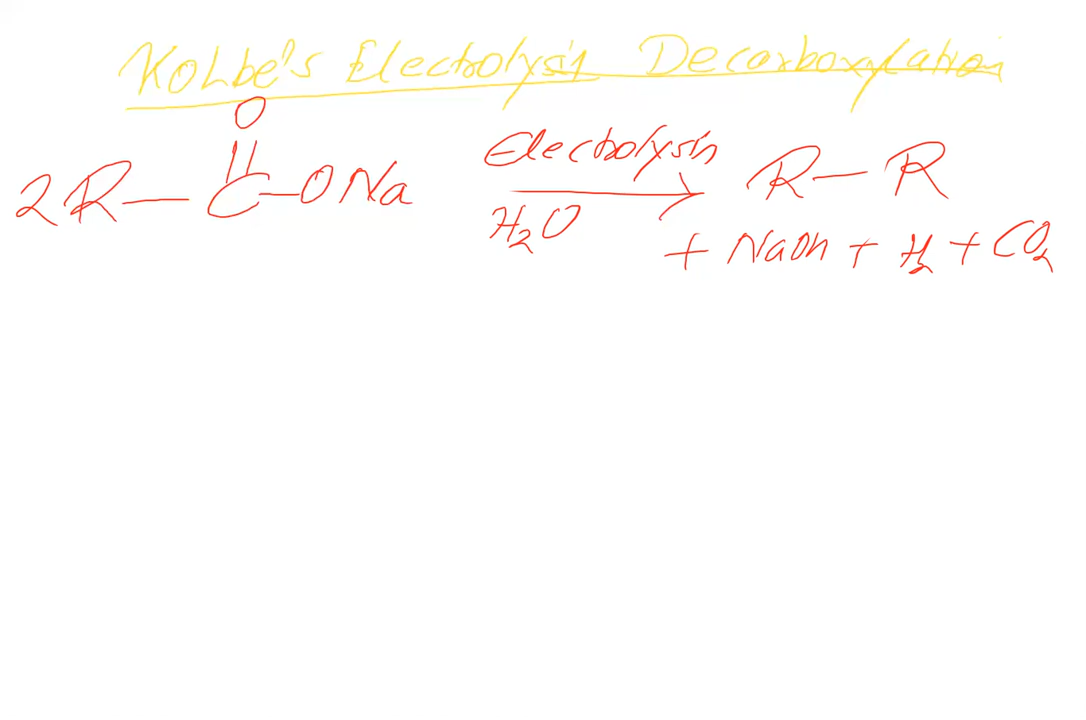 KoLbe's Electrolysis Decarboxylation
O
||
2R—C—ONa Electrolysis → R—R
H₂O
+ NaOh + H₂ + CO₂